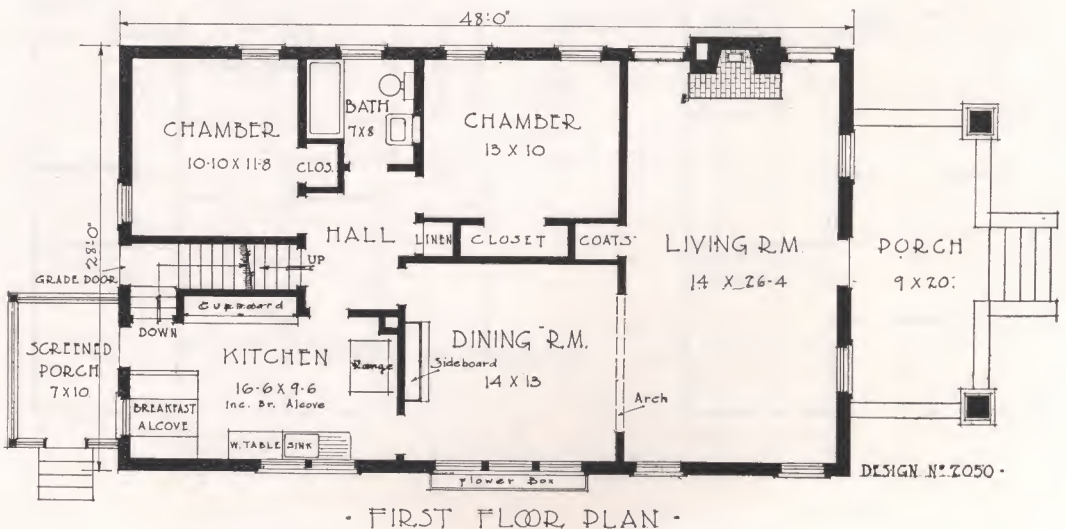 48'-0"
28'-0"
CHAMBER
10-10 X 11-8
BATH
7X8
CLOS.
CHAMBER
13 X 10
HALL
LINEN
CLOSET
COATS
LIVING RM.
14 X 26-4
PORCH
9 X 20
GRADE DOOR
UP
DOWN
Cupboard
SCREENED
PORCH
7 X 10
KITCHEN
16-6 X 9-6
Inc. Br. Alcove
Range
Sideboard
DINING RM.
14 X 13
Arch
BREAKFAST
ALCOVE
W. TABLE
SINK
Flower Box
DESIGN Nº 2050 -
- FIRST FLOOR PLAN -